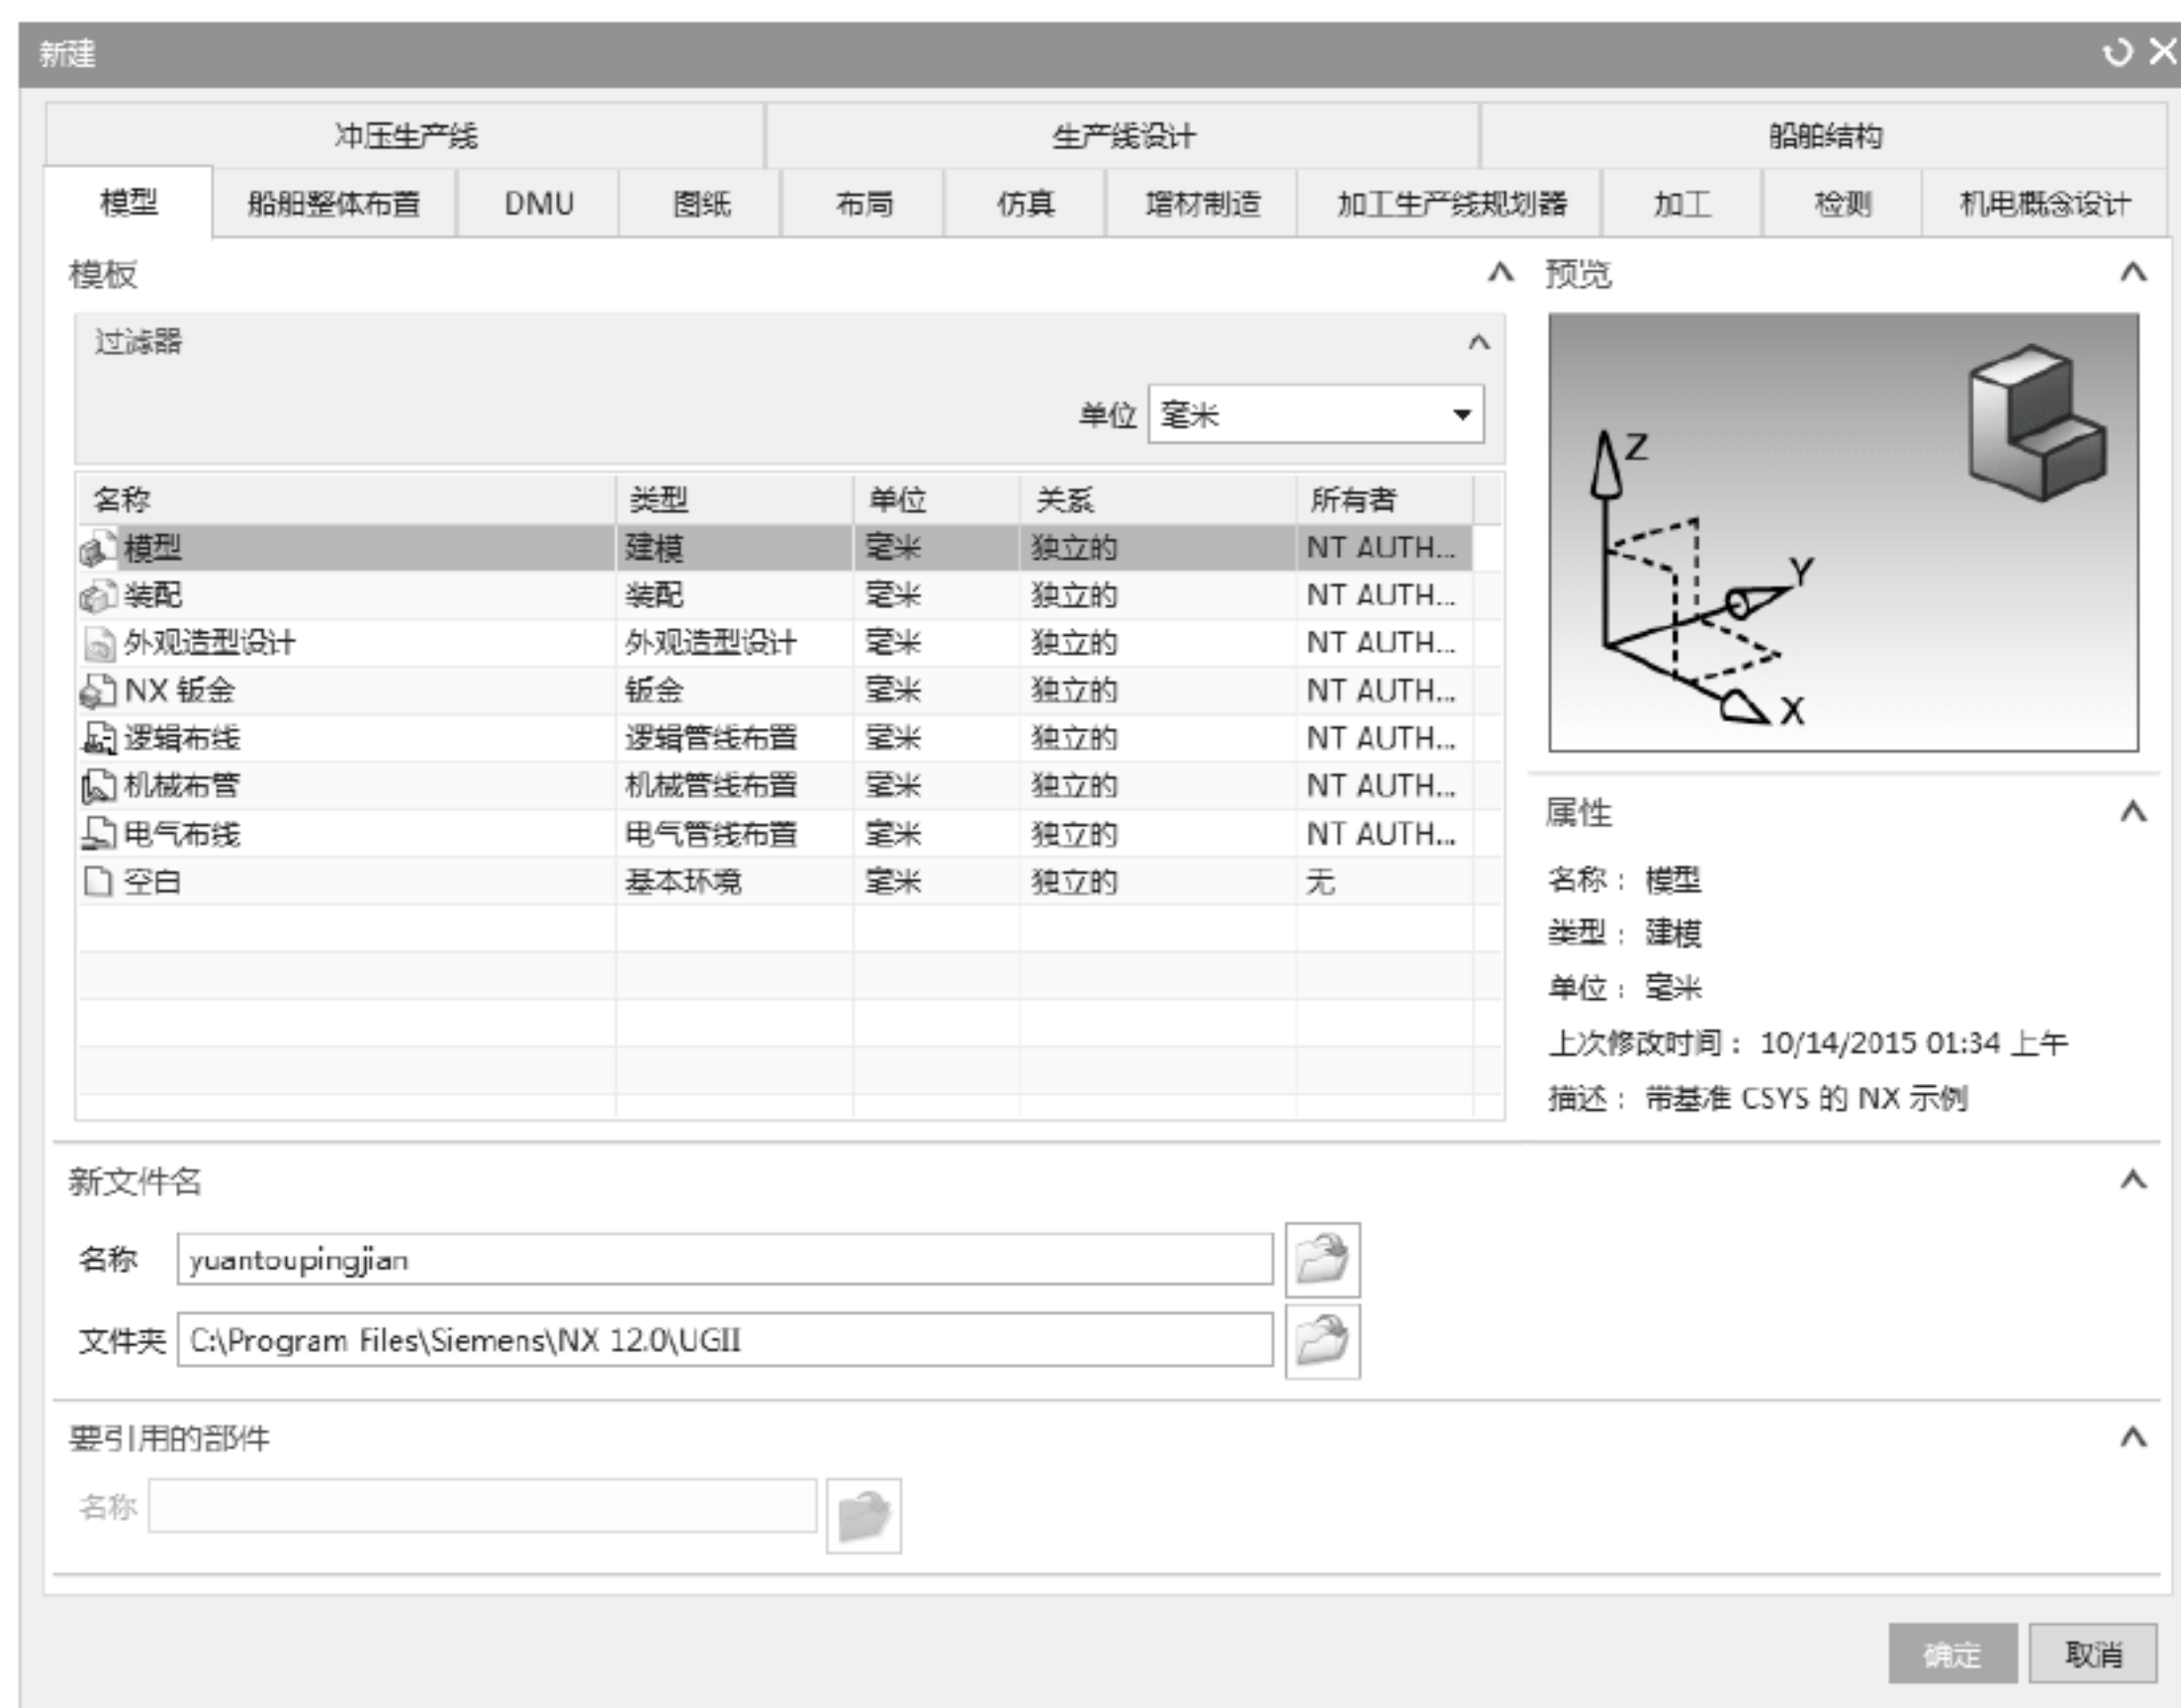 新建
冲压生产线 生产线设计 船舶结构
模型 船舶整体布置 DMU 图纸 布局 仿真 增材制造 加工生产线规划器 加工 检测 机电概念设计
模板
过滤器
单位 毫米
名称 类型 单位 关系 所有者
模型 建模 毫米 独立的 NT AUTH...
装配 装配 毫米 独立的 NT AUTH...
外观造型设计 外观造型设计 毫米 独立的 NT AUTH...
NX 钣金 钣金 毫米 独立的 NT AUTH...
逻辑布线 逻辑管线布置 毫米 独立的 NT AUTH...
机械布管 机械管线布置 毫米 独立的 NT AUTH...
电气布线 电气管线布置 毫米 独立的 NT AUTH...
空白 基本环境 毫米 独立的 无
预览
Z
Y
X
属性
名称： 模型
类型： 建模
单位： 毫米
上次修改时间： 10/14/2015 01:34 上午
描述： 带基准 CSYS 的 NX 示例
新文件名
名称 yuantoupingjian
文件夹 C:\Program Files\Siemens\NX 12.0\UGII
要引用的部件
名称
确定 取消